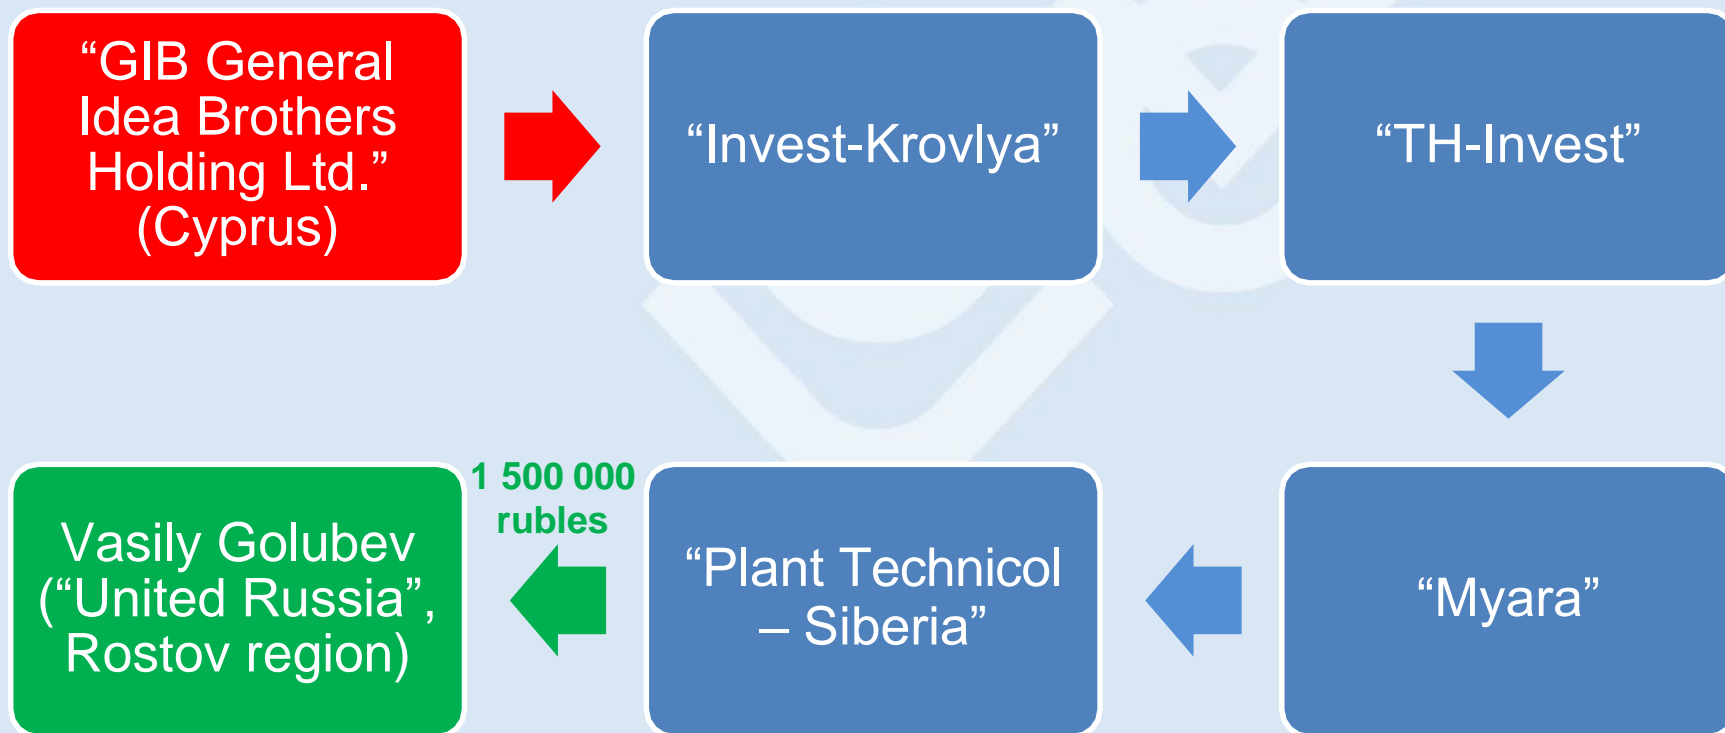 “GIB General
Idea Brothers
Holding Ltd.”
(Cyprus)
“Invest-Krovlya”
“TH-Invest”
“Myara”
“Plant Technicol
– Siberia”
1 500 000
rubles
Vasily Golubev
(“United Russia”,
Rostov region)